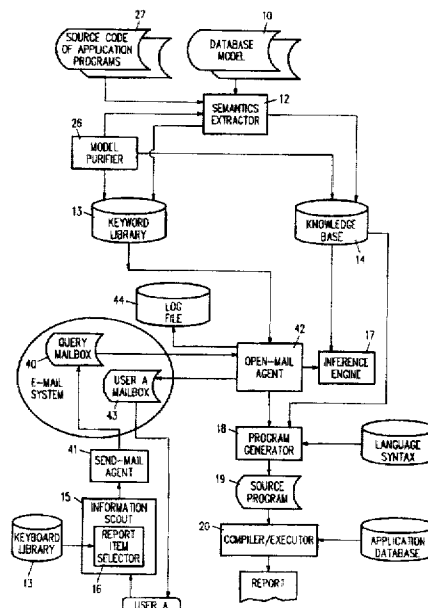 27
SOURCE CODE
OF APPLICATION
PROGRAMS
10
DATABASE
MODEL
12
SEMANTICS
EXTRACTOR
26
MODEL
PURIFIER
13
KEYWORD
LIBRARY
KNOWLEDGE
BASE
14
44
LOG
FILE
42
OPEN-MAIL
AGENT
17
INFERENCE
ENGINE
QUERY
MAILBOX
40
E-MAIL
SYSTEM
USER A
MAILBOX
43
41
SEND-MAIL
AGENT
18
PROGRAM
GENERATOR
LANGUAGE
SYNTAX
19
SOURCE
PROGRAM
15
INFORMATION
SCOUT
REPORT
ITEM
SELECTOR
16
KEYBOARD
LIBRARY
13
20
COMPILER/EXECUTOR
APPLICATION
DATABASE
REPORT
USER A